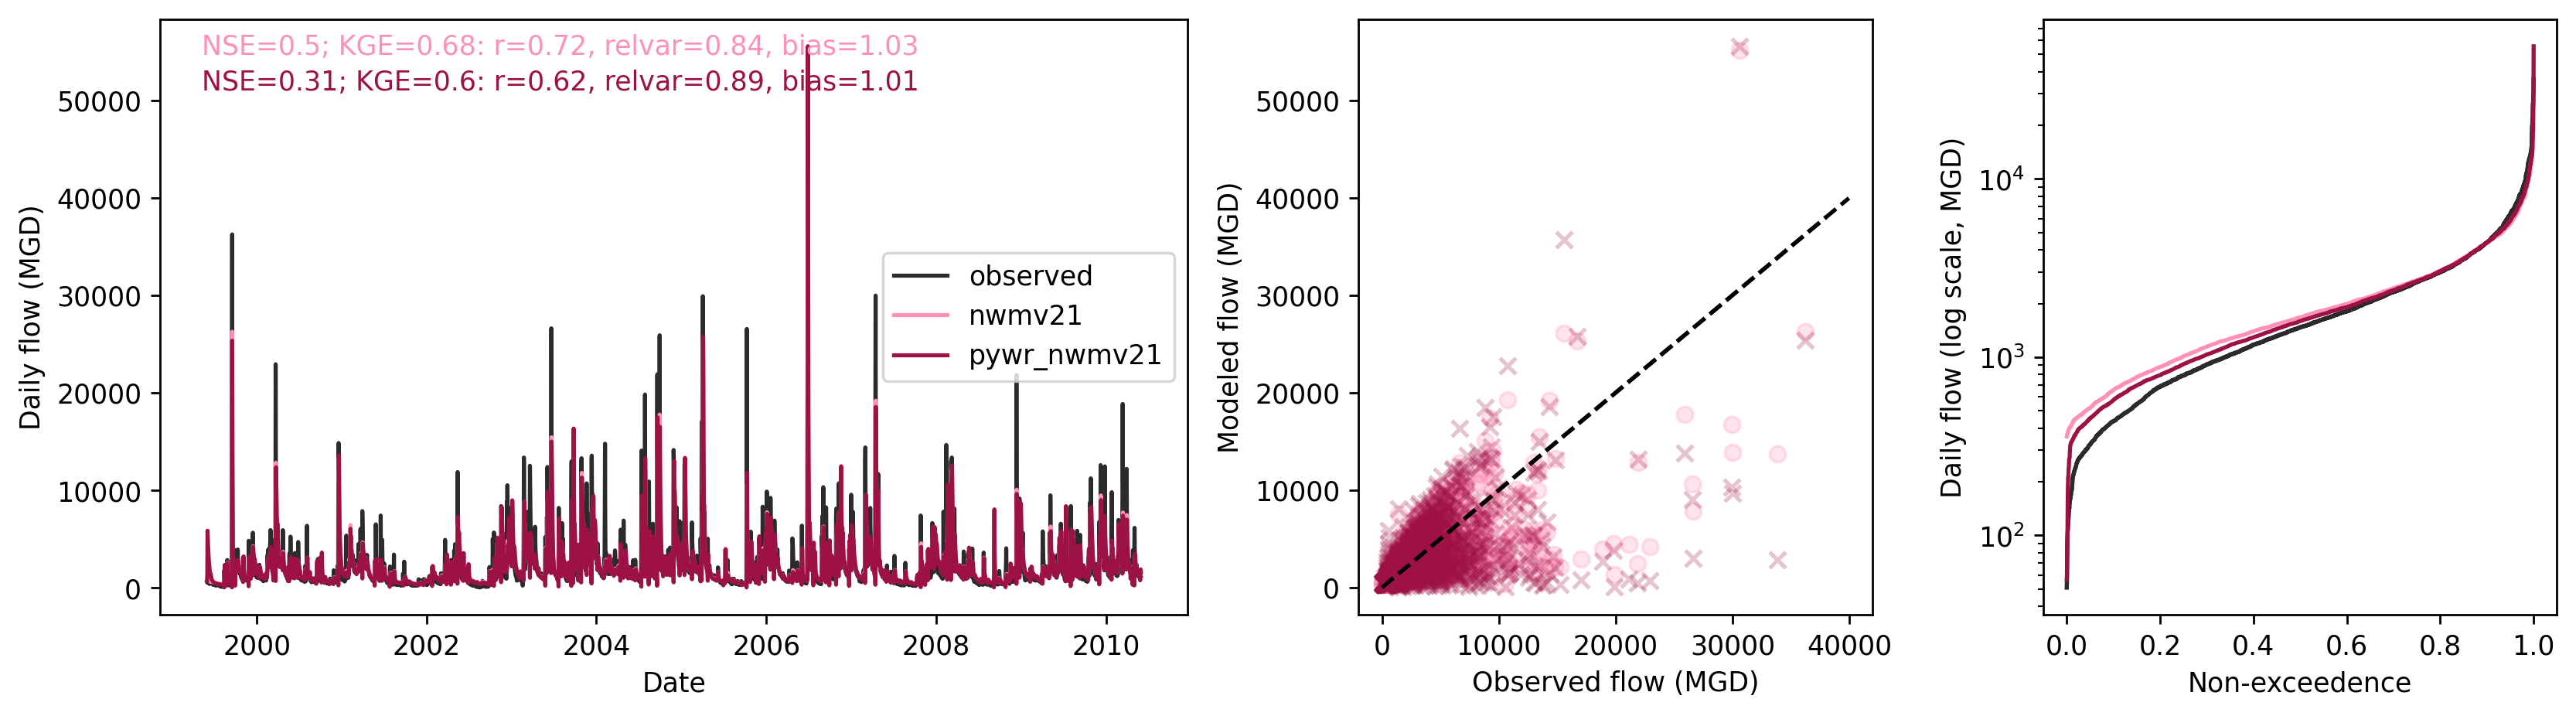 NSE=0.5; KGE=0.68: r=0.72, relvar=0.84, bias=1.03
NSE=0.31; KGE=0.6: r=0.62, relvar=0.89, bias=1.01
Daily flow (MGD)
50000
40000
30000
20000
10000
0
observed
nwmv21
pywr_nwmv21
2000 2002 2004 2006 2008 2010
Date
Modeled flow (MGD)
50000
40000
30000
20000
10000
0
0 10000 20000 30000 40000
Observed flow (MGD)
Daily flow (log scale, MGD)
10⁴
10³
10²
0.0 0.2 0.4 0.6 0.8 1.0
Non-exceedence